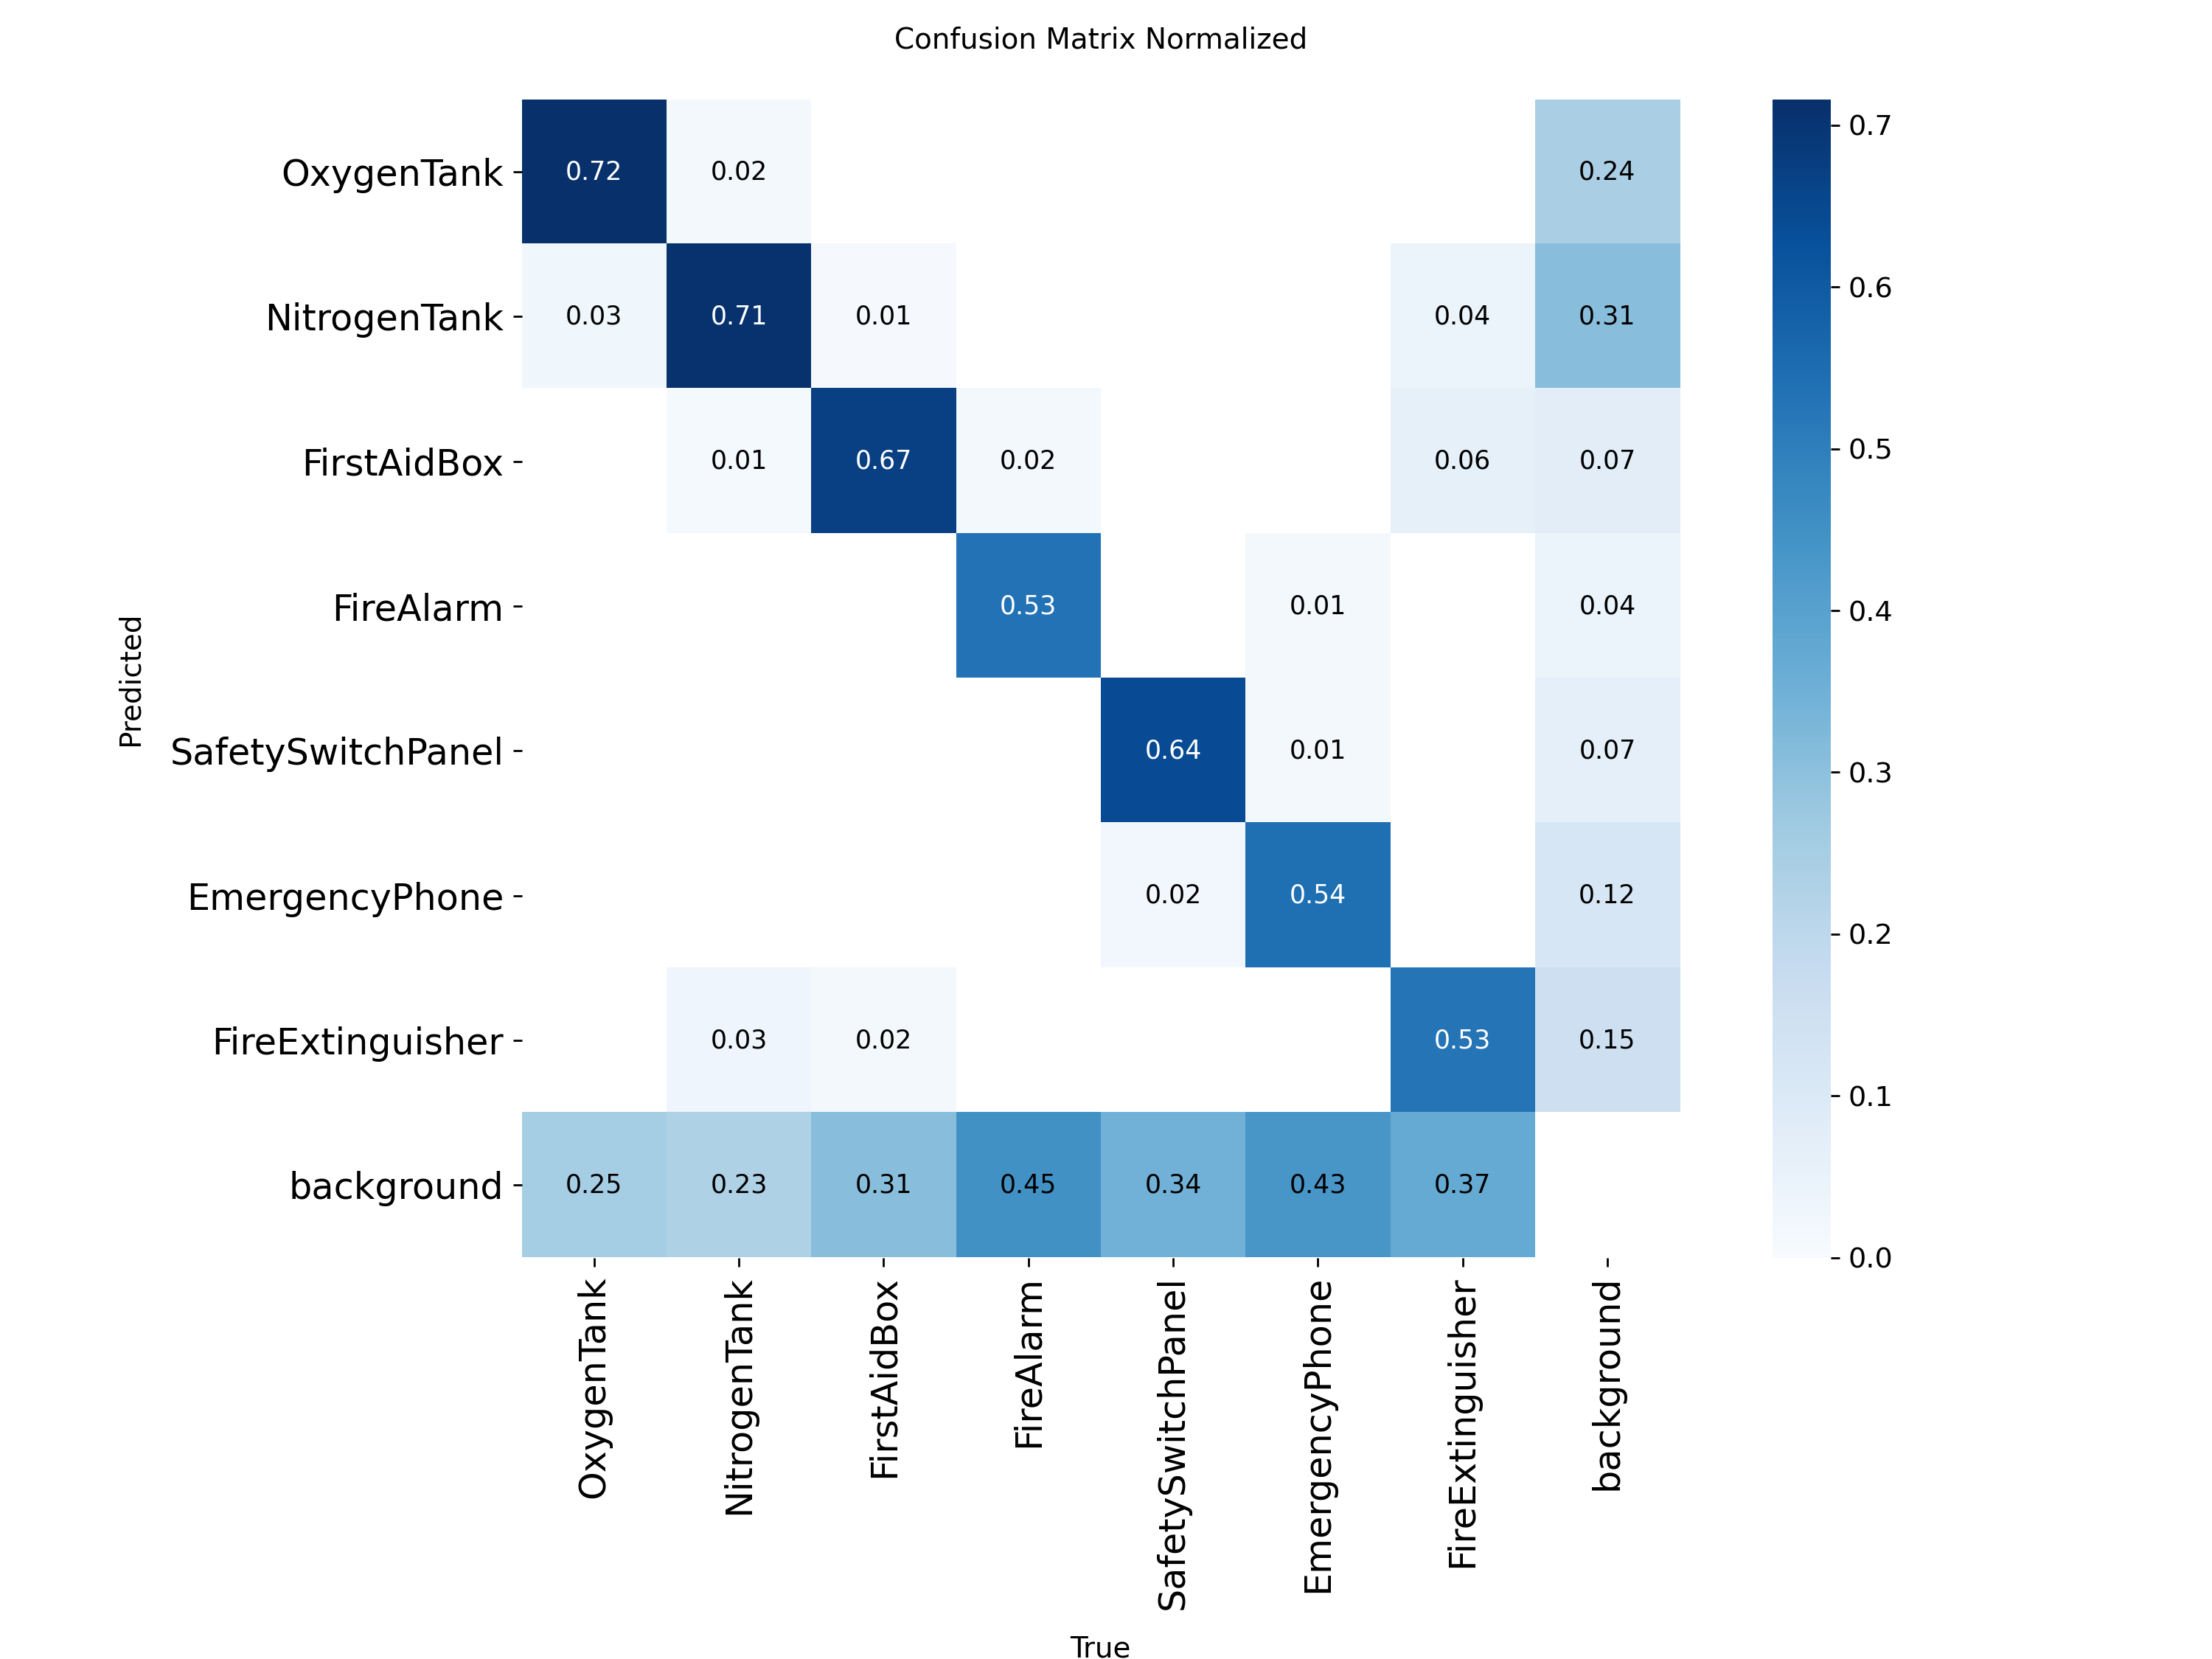 Confusion Matrix Normalized
OxygenTank 0.72 0.02 0.24
NitrogenTank 0.03 0.71 0.01 0.04 0.31
FirstAidBox 0.01 0.67 0.02 0.06 0.07
FireAlarm 0.53 0.01 0.04
SafetySwitchPanel 0.64 0.01 0.07
EmergencyPhone 0.02 0.54 0.12
FireExtinguisher 0.03 0.02 0.53 0.15
background 0.25 0.23 0.31 0.45 0.34 0.43 0.37
Predicted
OxygenTank
NitrogenTank
FirstAidBox
FireAlarm
SafetySwitchPanel
EmergencyPhone
FireExtinguisher
background
True
0.7
0.6
0.5
0.4
0.3
0.2
0.1
0.0